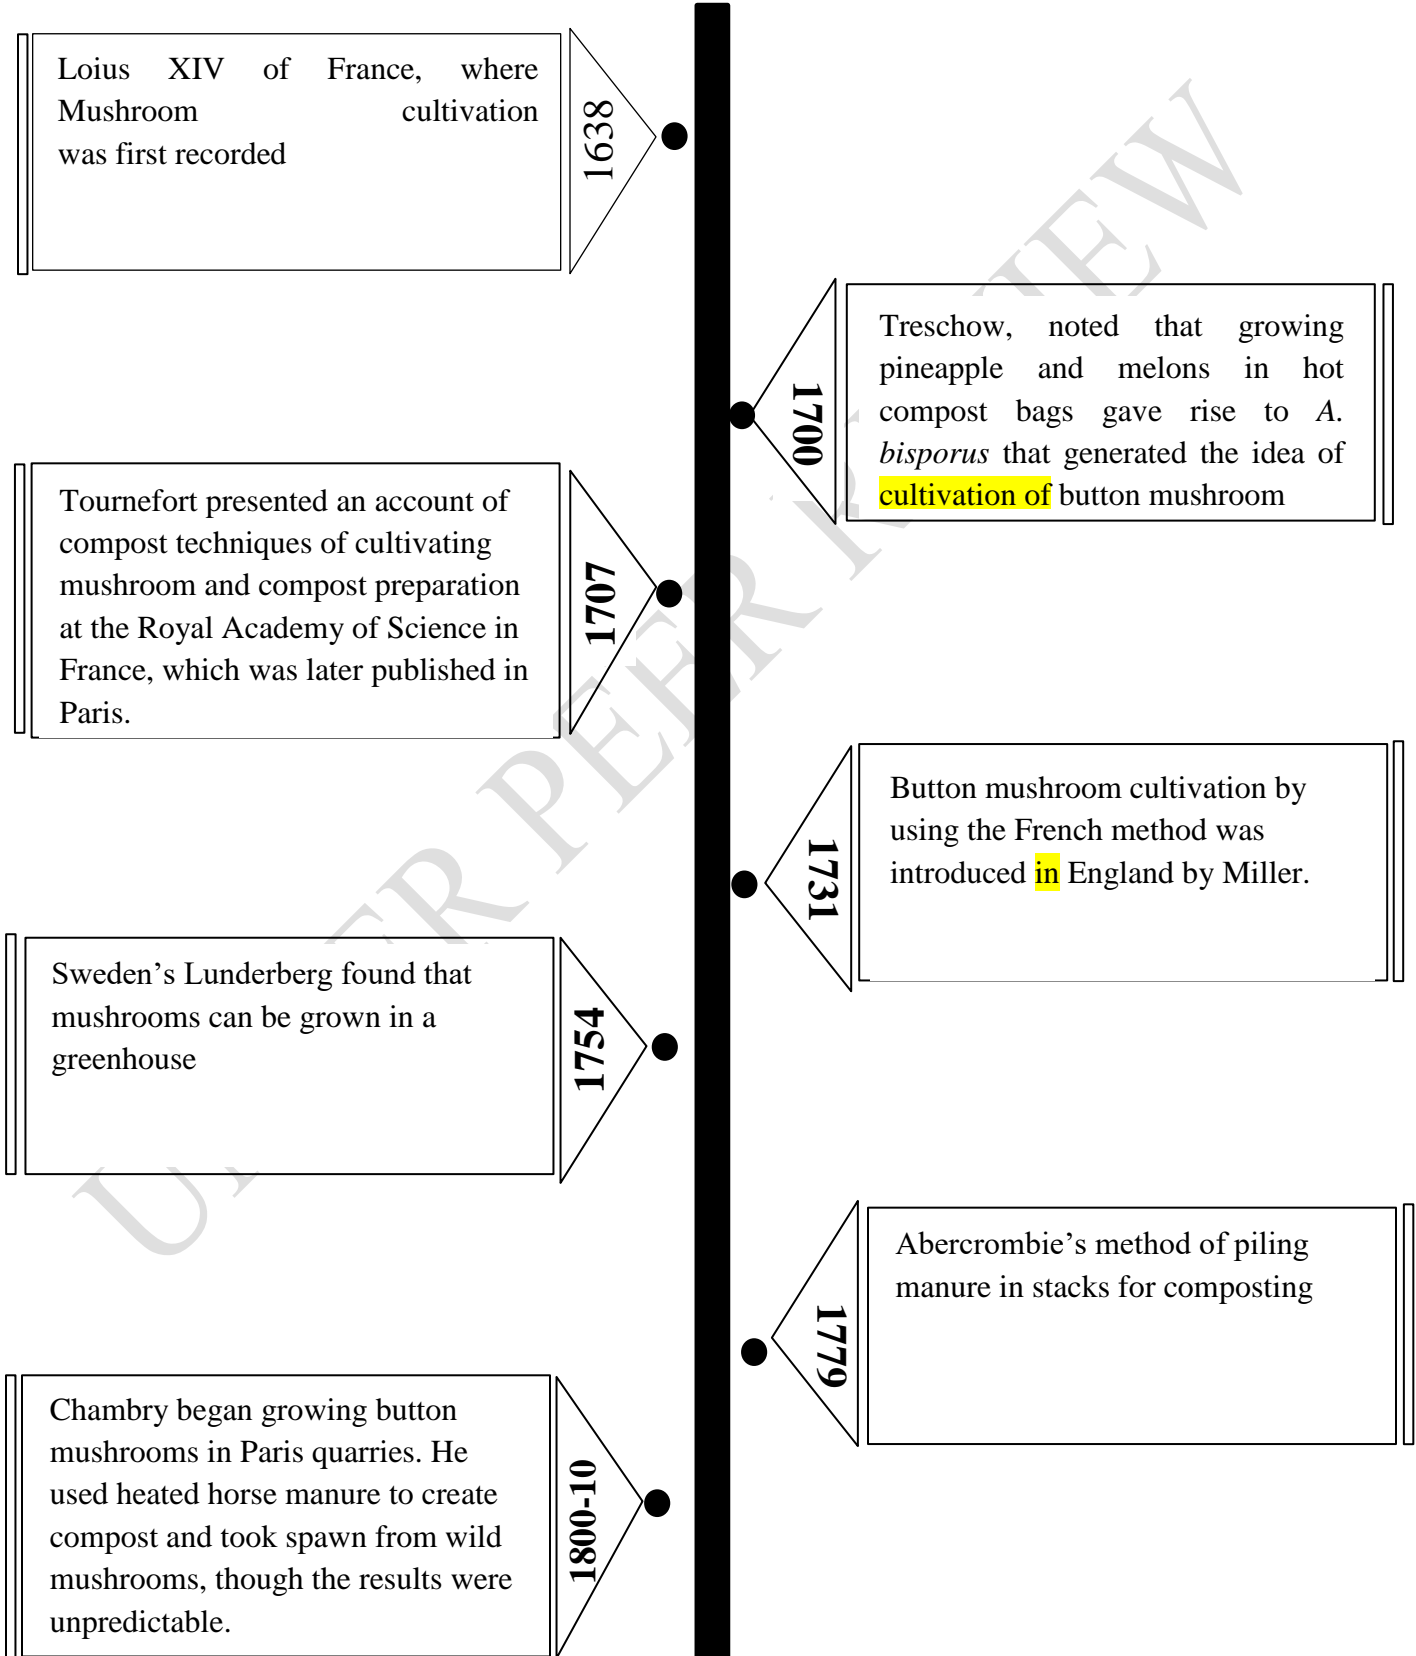 Loius XIV of France, where
Mushroom cultivation
was first recorded
1638
Treschow, noted that growing
pineapple and melons in hot
compost bags gave rise to A.
bisporus that generated the idea of
cultivation of button mushroom
1700
Tournefort presented an account of
compost techniques of cultivating
mushroom and compost preparation
at the Royal Academy of Science in
France, which was later published in
Paris.
1707
Button mushroom cultivation by
using the French method was
introduced in England by Miller.
1731
Sweden’s Lunderberg found that
mushrooms can be grown in a
greenhouse
1754
Abercrombie’s method of piling
manure in stacks for composting
1779
Chambry began growing button
mushrooms in Paris quarries. He
used heated horse manure to create
compost and took spawn from wild
mushrooms, though the results were
unpredictable.
1800-10
UNDER PEER REVIEW